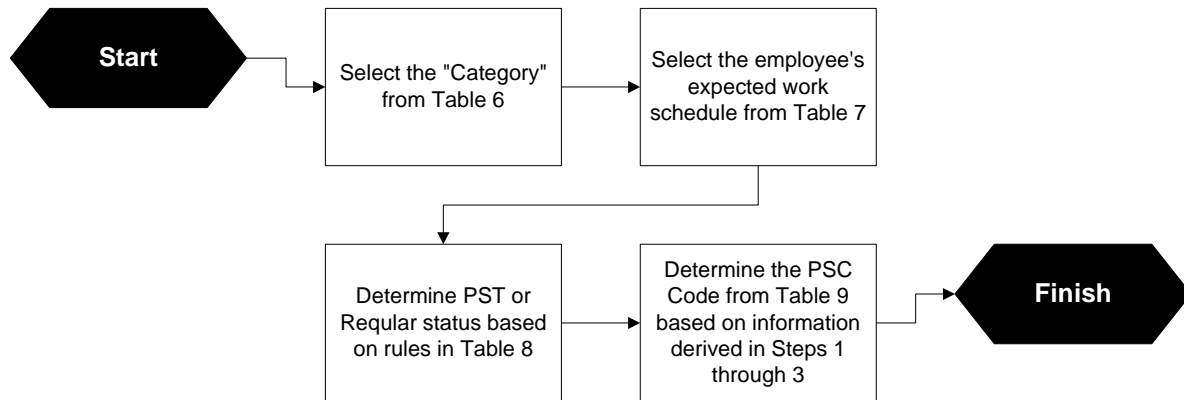 Start
Select the "Category"
from Table 6
Select the employee's
expected work
schedule from Table 7
Determine PST or
Reqular status based
on rules in Table 8
Determine the PSC
Code from Table 9
based on information
derived in Steps 1
through 3
Finish